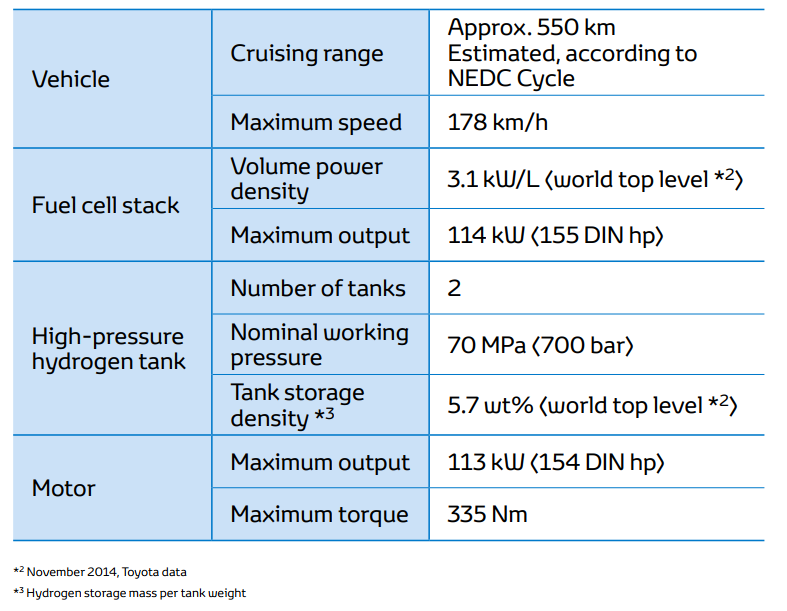 Vehicle
Cruising range
Approx. 550 km
Estimated, according to
NEDC Cycle
Maximum speed
178 km/h
Fuel cell stack
Volume power
density
3.1 kW/L ⟨world top level *2⟩
Maximum output
114 kW ⟨155 DIN hp⟩
High-pressure
hydrogen tank
Number of tanks
2
Nominal working
pressure
70 MPa ⟨700 bar⟩
Tank storage
density *3
5.7 wt% ⟨world top level *2⟩
Motor
Maximum output
113 kW ⟨154 DIN hp⟩
Maximum torque
335 Nm
*2 November 2014, Toyota data
*3 Hydrogen storage mass per tank weight